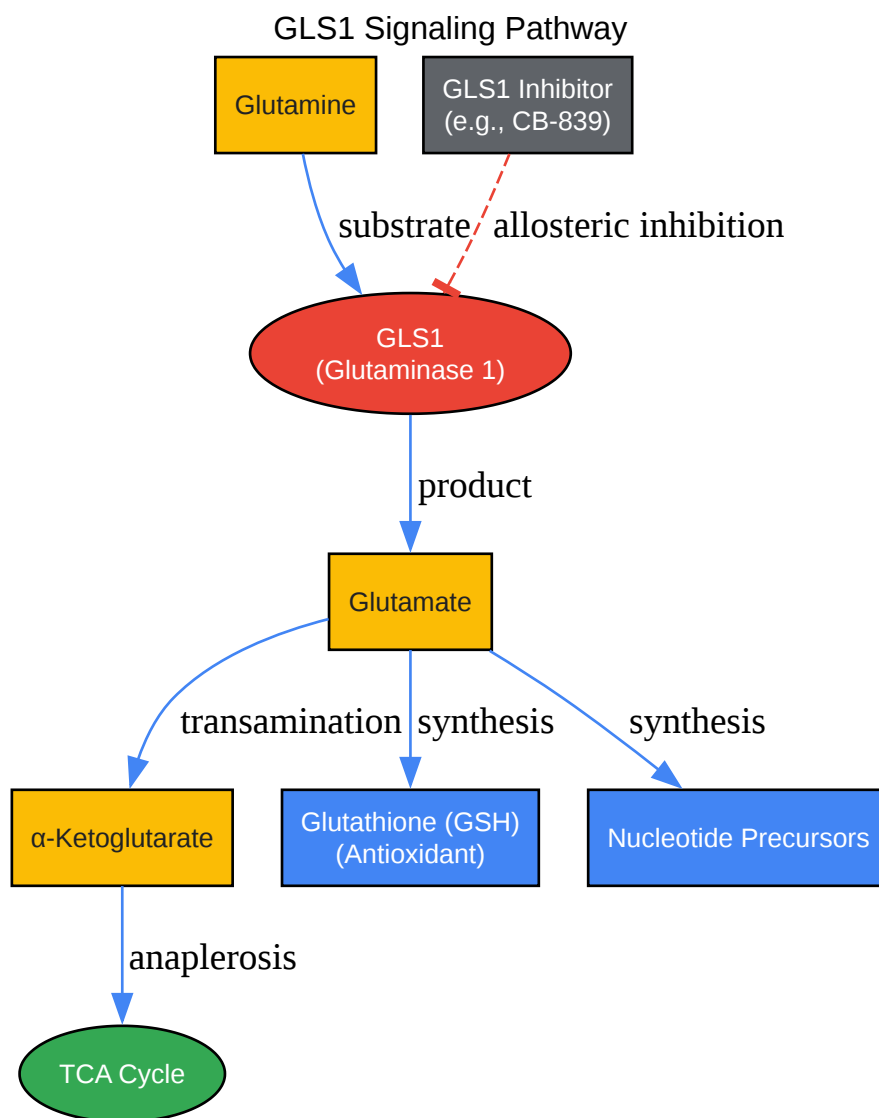 GLS1 Signaling Pathway
Glutamine
GLS1 Inhibitor
(e.g., CB-839)
substrate
allosteric inhibition
GLS1
(Glutaminase 1)
product
Glutamate
transamination
synthesis
synthesis
α-Ketoglutarate
Glutathione (GSH)
(Antioxidant)
Nucleotide Precursors
anaplerosis
TCA Cycle